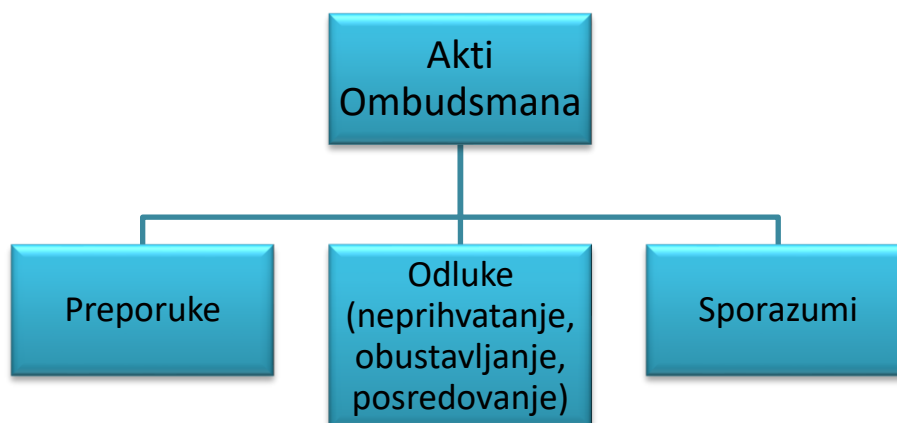 Akti
Ombudsmana
Preporuke
Odluke
(neprihvatanje,
obustavljanje,
posredovanje)
Sporazumi